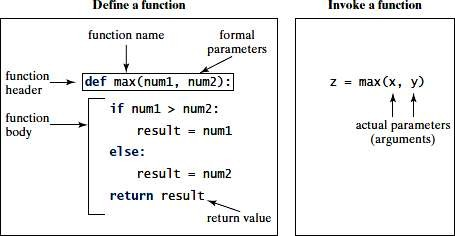 Define a function
function name
formal
parameters
function
header
def max(num1, num2):
function
body
if num1 > num2:
result = num1
else:
result = num2
return result
return value
Invoke a function
z = max(x, y)
actual parameters
(arguments)